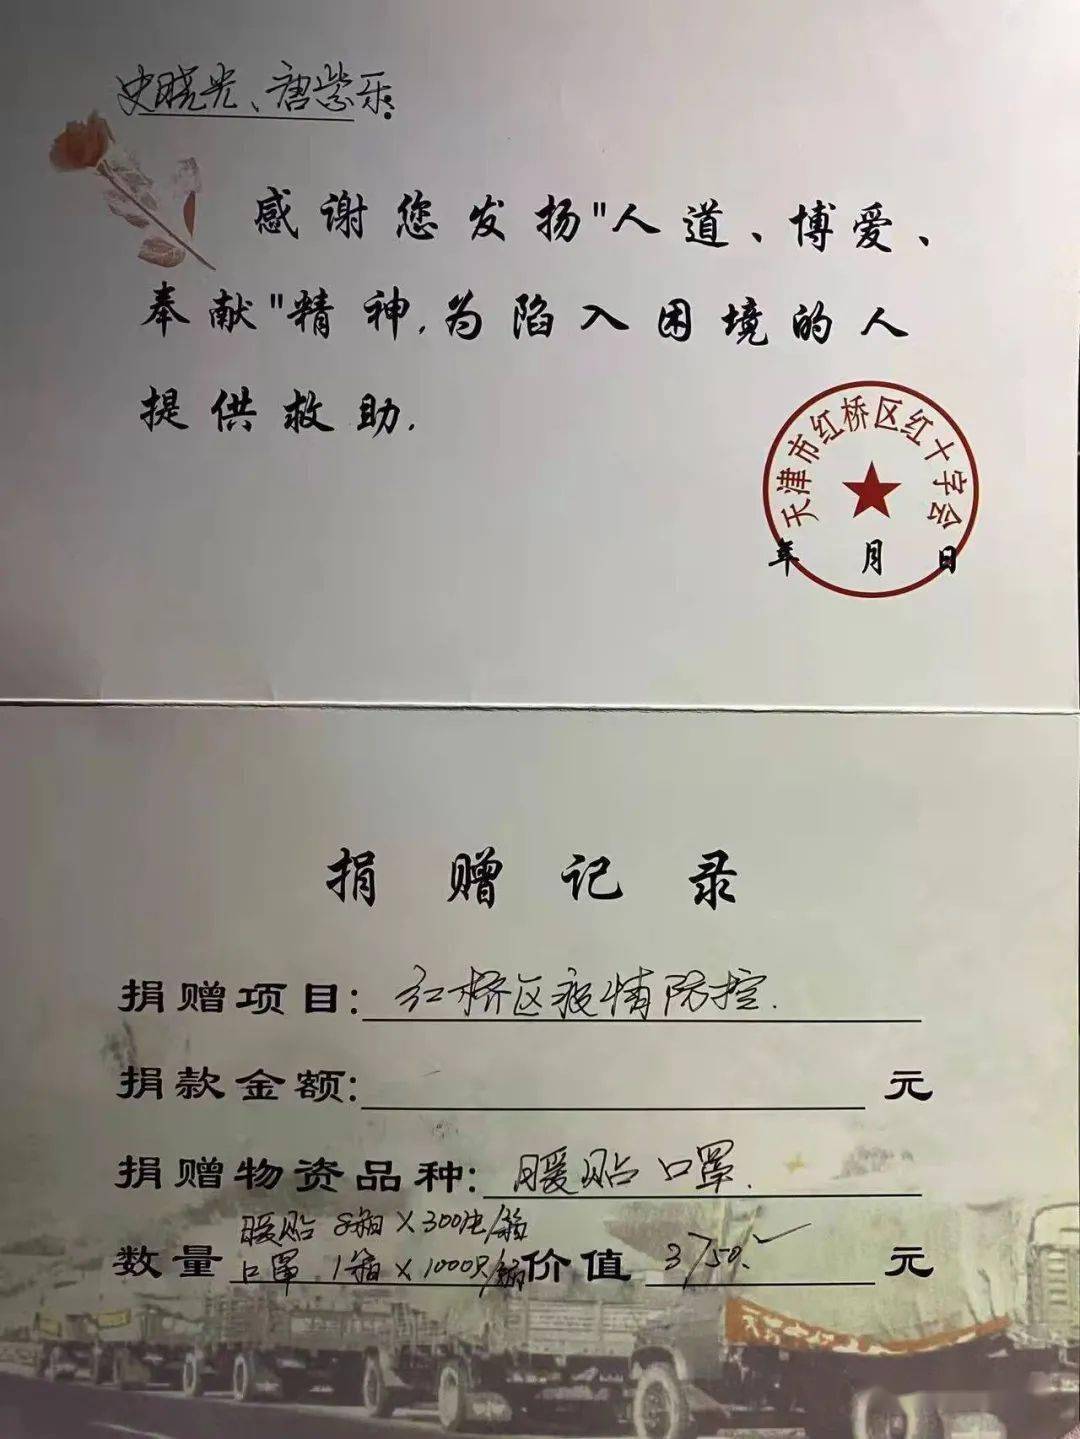 史晓光、唐紫乐:
感谢您发扬"人道、博爱、
奉献"精神,为陷入困境的人
提供救助.
天津市红桥区红十字会
年 月 日
捐赠记录
捐赠项目: 红桥区疫情防控.
捐款金额: 元
捐赠物资品种: 暖贴 口罩.
暖贴 8箱×300贴/箱
数量 口罩 1箱×1000只/箱 价值 3750. 元